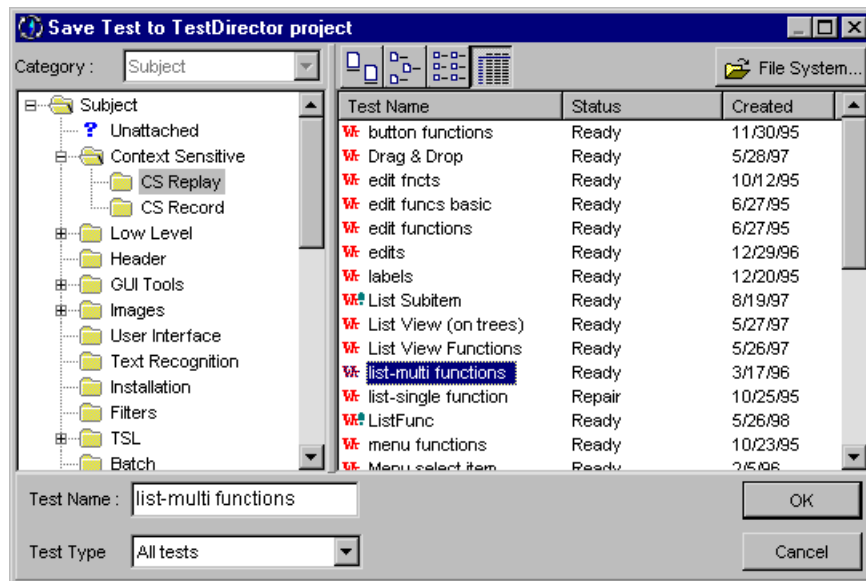 Save Test to TestDirector project
Category : Subject
File System...
Subject
Unattached
Context Sensitive
CS Replay
CS Record
Low Level
Header
GUI Tools
Images
User Interface
Text Recognition
Installation
Filters
TSL
Batch
Test Name Status Created
button functions Ready 11/30/95
Drag & Drop Ready 5/28/97
edit fncts Ready 10/12/95
edit funcs basic Ready 6/27/95
edit functions Ready 6/27/95
edits Ready 12/29/96
labels Ready 12/20/95
List Subitem Ready 8/19/97
List View (on trees) Ready 5/27/97
List View Functions Ready 5/26/97
list-multi functions Ready 3/17/96
list-single function Repair 10/25/95
ListFunc Ready 5/26/98
menu functions Ready 10/23/95
Menu select item Ready 2/5/96
Test Name : list-multi functions
OK
Test Type All tests
Cancel